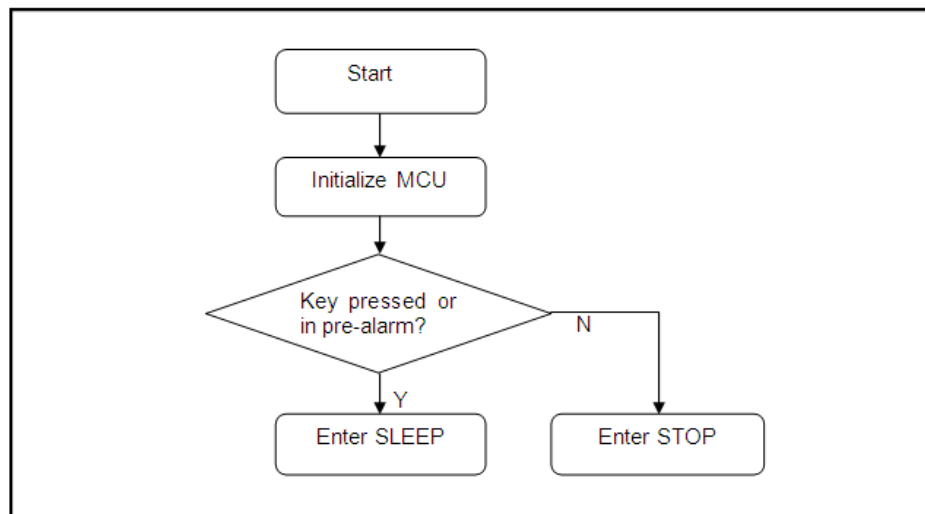 Start
Initialize MCU
Key pressed or
in pre-alarm?
N
Y
Enter SLEEP
Enter STOP